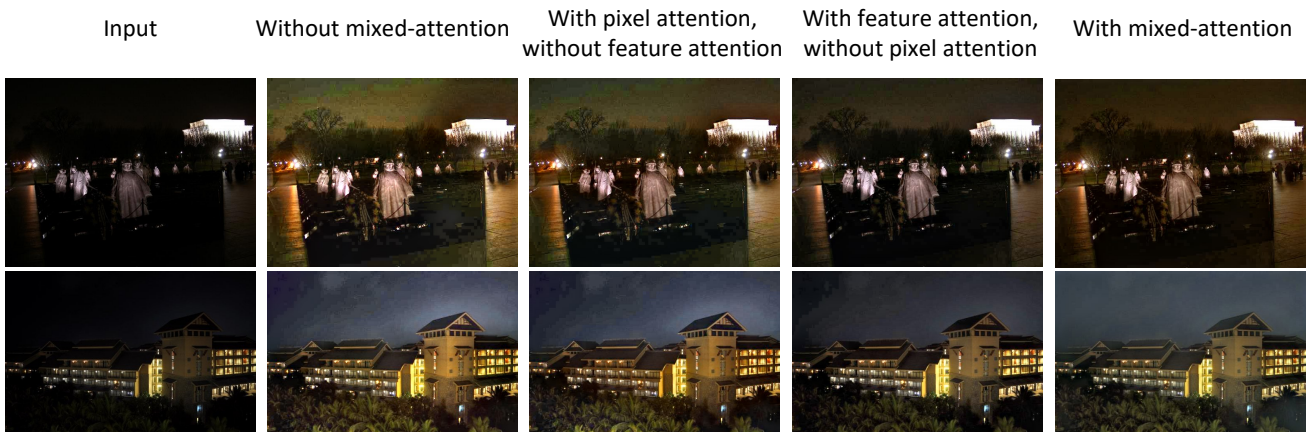 Input
Without mixed-attention
With pixel attention,
without feature attention
With feature attention,
without pixel attention
With mixed-attention